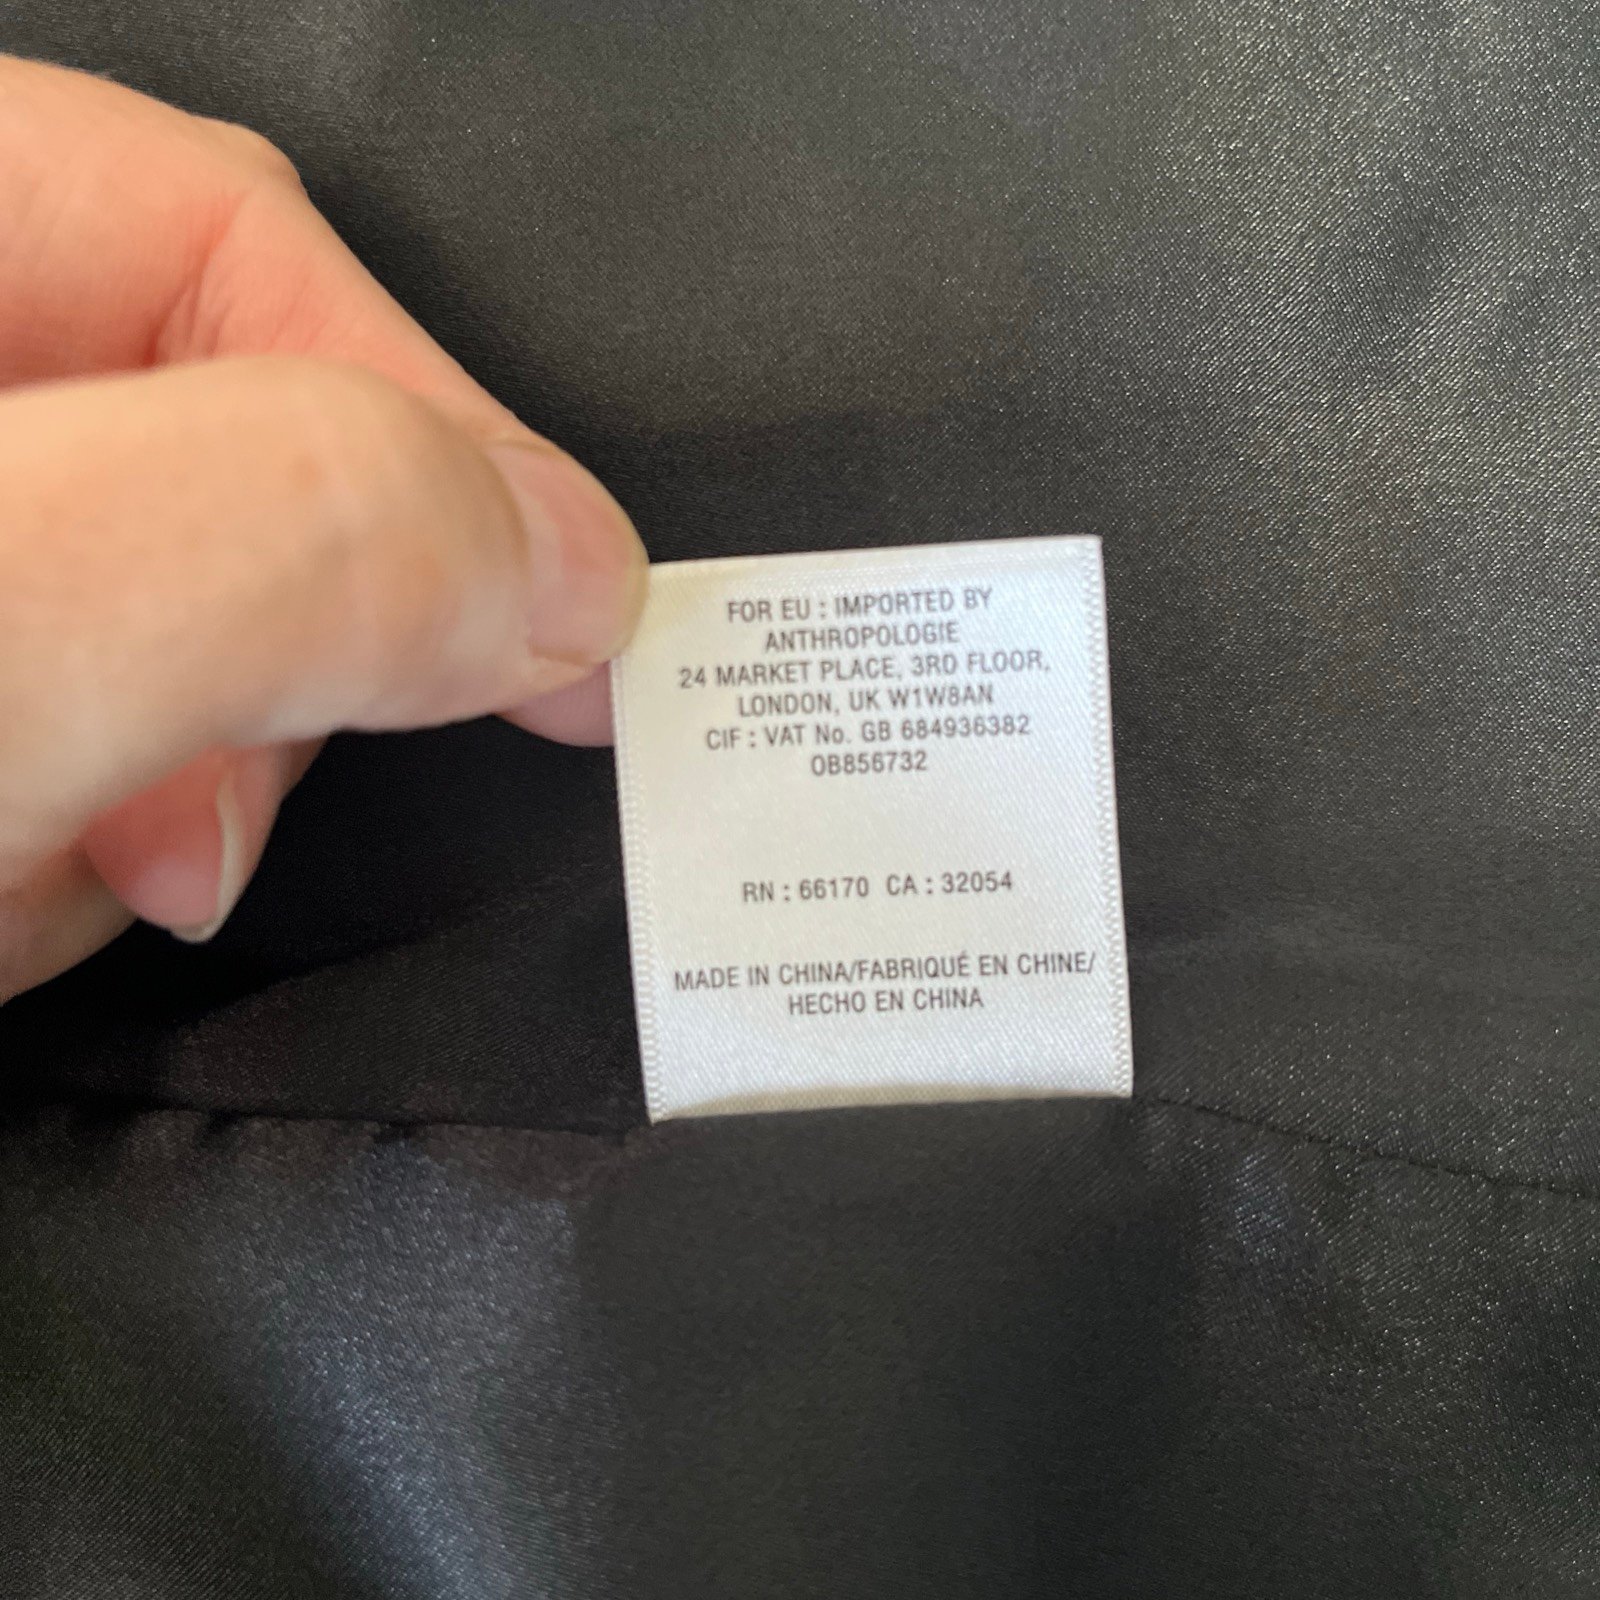 FOR EU : IMPORTED BY
ANTHROPOLOGIE
24 MARKET PLACE, 3RD FLOOR,
LONDON, UK W1W8AN
CIF : VAT No. GB 684936382
OB856732
RN : 66170 CA : 32054
MADE IN CHINA/FABRIQUÉ EN CHINE/
HECHO EN CHINA